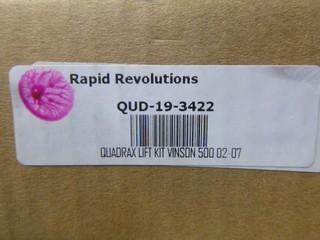 Rapid Revolutions
QUD-19-3422
QUADRAX LIFT KIT VINSON 500 02-07